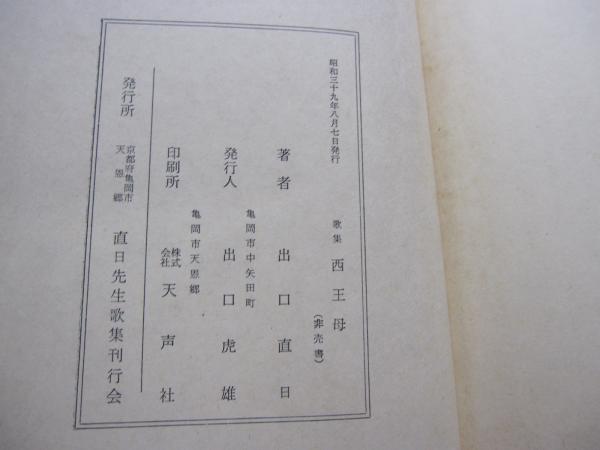 昭和三十九年八月七日発行
歌集 西王母
(非売書)
著者 出口直日
亀岡市中矢田町
発行人 出口虎雄
亀岡市天恩郷
印刷所 株式会社 天声社
京都府亀岡市
天恩郷
発行所 直日先生歌集刊行会